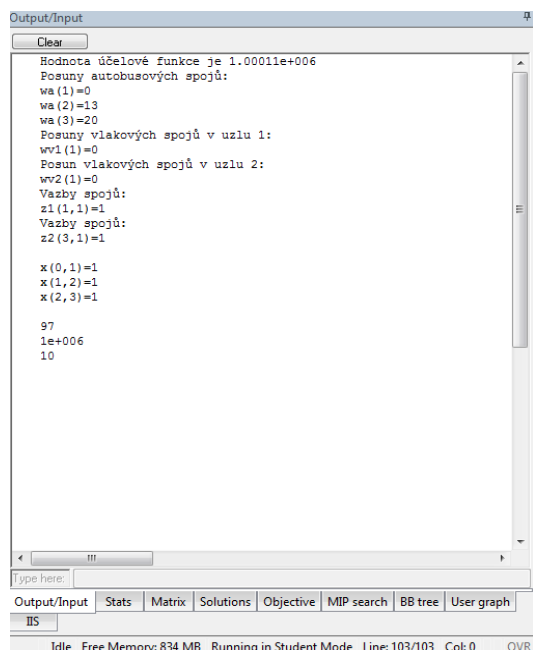 Output/Input
Clear
Hodnota účelové funkce je 1.00011e+006
Posuny autobusových spojů:
wa(1)=0
wa(2)=13
wa(3)=20
Posuny vlakových spojů v uzlu 1:
wv1(1)=0
Posun vlakových spojů v uzlu 2:
wv2(1)=0
Vazby spojů:
z1(1,1)=1
Vazby spojů:
z2(3,1)=1
x(0,1)=1
x(1,2)=1
x(2,3)=1
97
1e+006
10
Type here:
Output/Input Stats Matrix Solutions Objective MIP search BB tree User graph
IIS
Idle Free Memory: 834 MB Running in Student Mode Line: 103/103 Col: 0 OVR